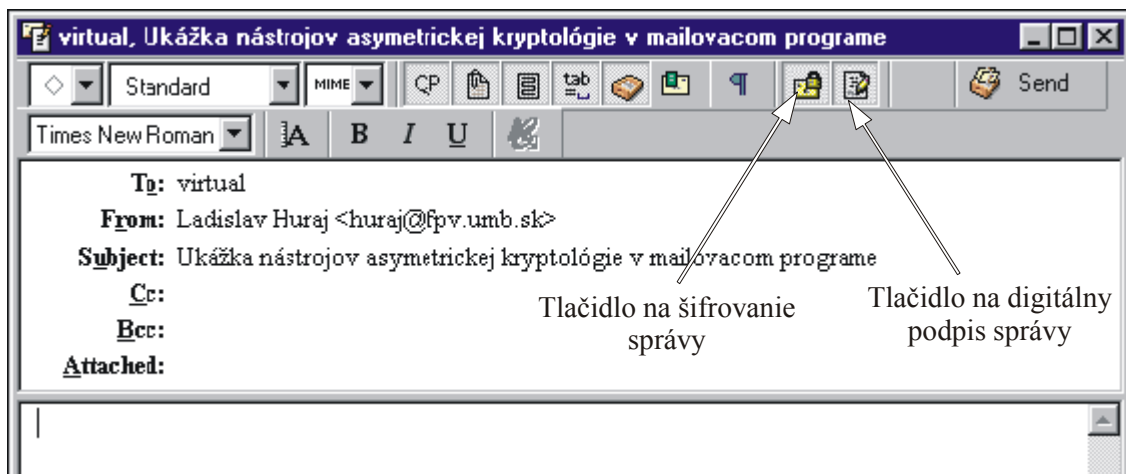 virtual, Ukážka nástrojov asymetrickej kryptológie v mailovacom programe
Standard MIME QP tab Send
Times New Roman A B I U
To: virtual
From: Ladislav Huraj <huraj@fpv.umb.sk>
Subject: Ukážka nástrojov asymetrickej kryptológie v mailovacom programe
Cc:
Bcc:
Attached:
Tlačidlo na šifrovanie
správy
Tlačidlo na digitálny
podpis správy